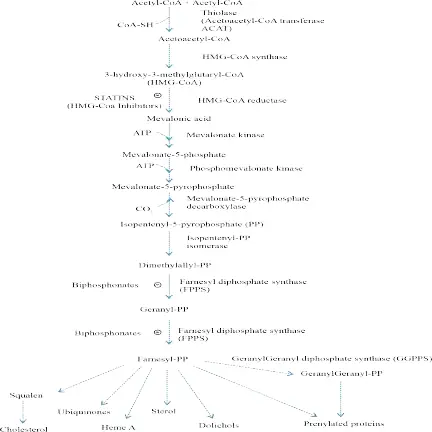 Acetyl-CoA + Acetyl-CoA
Thiolase
(Acetoacetyl-CoA transferase
ACAT)
CoA-SH
Acetoacetyl-CoA
HMG-CoA synthase
3-hydroxy-3-methylglutaryl-CoA
(HMG-CoA)
STATINS
(HMG-Coa Inhibitors)
HMG-CoA reductase
Mevalonic acid
ATP
Mevalonate kinase
Mevalonate-5-phosphate
ATP
Phosphomevalonate kinase
Mevalonate-5-pyrophosphate
Mevalonate-5-pyrophosphate
decarboxylase
CO
Isopentenyl-5-pyrophosphate (PP)
Isopentenyl-PP
isomerase
Dimethylallyl-PP
Biphosphonates
Farnesyl diphosphate synthase
(FPPS)
Geranyl-PP
Biphosphonates
Farnesyl diphosphate synthase
(FPPS)
Farnesyl-PP
GeranylGeranyl diphosphate synthase (GGPPS)
GeranylGeranyl-PP
Squalen
Ubiquinones
Sterol
Cholesterol
Heme A
Dolichols
Prenylated proteins